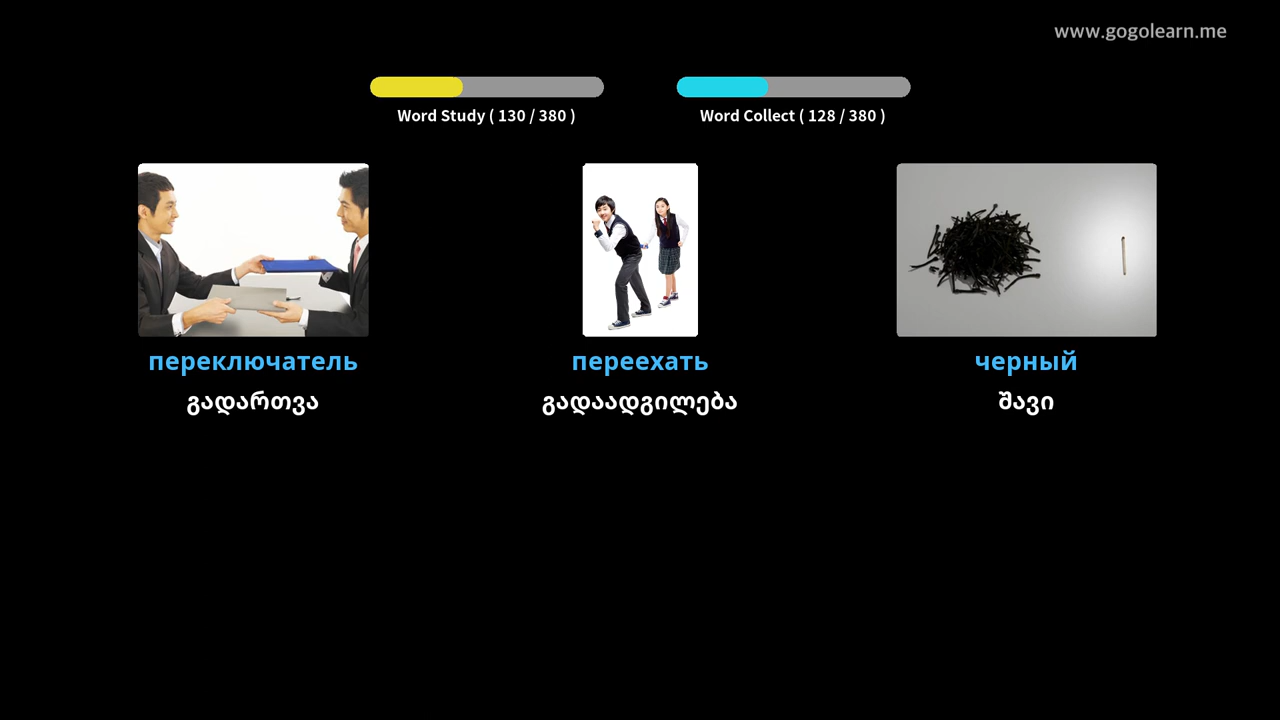 www.gogolearn.me
Word Study ( 130 / 380 )
Word Collect ( 128 / 380 )
переключатель
переехать
черный
გადართვა
გადაადგილება
შავი